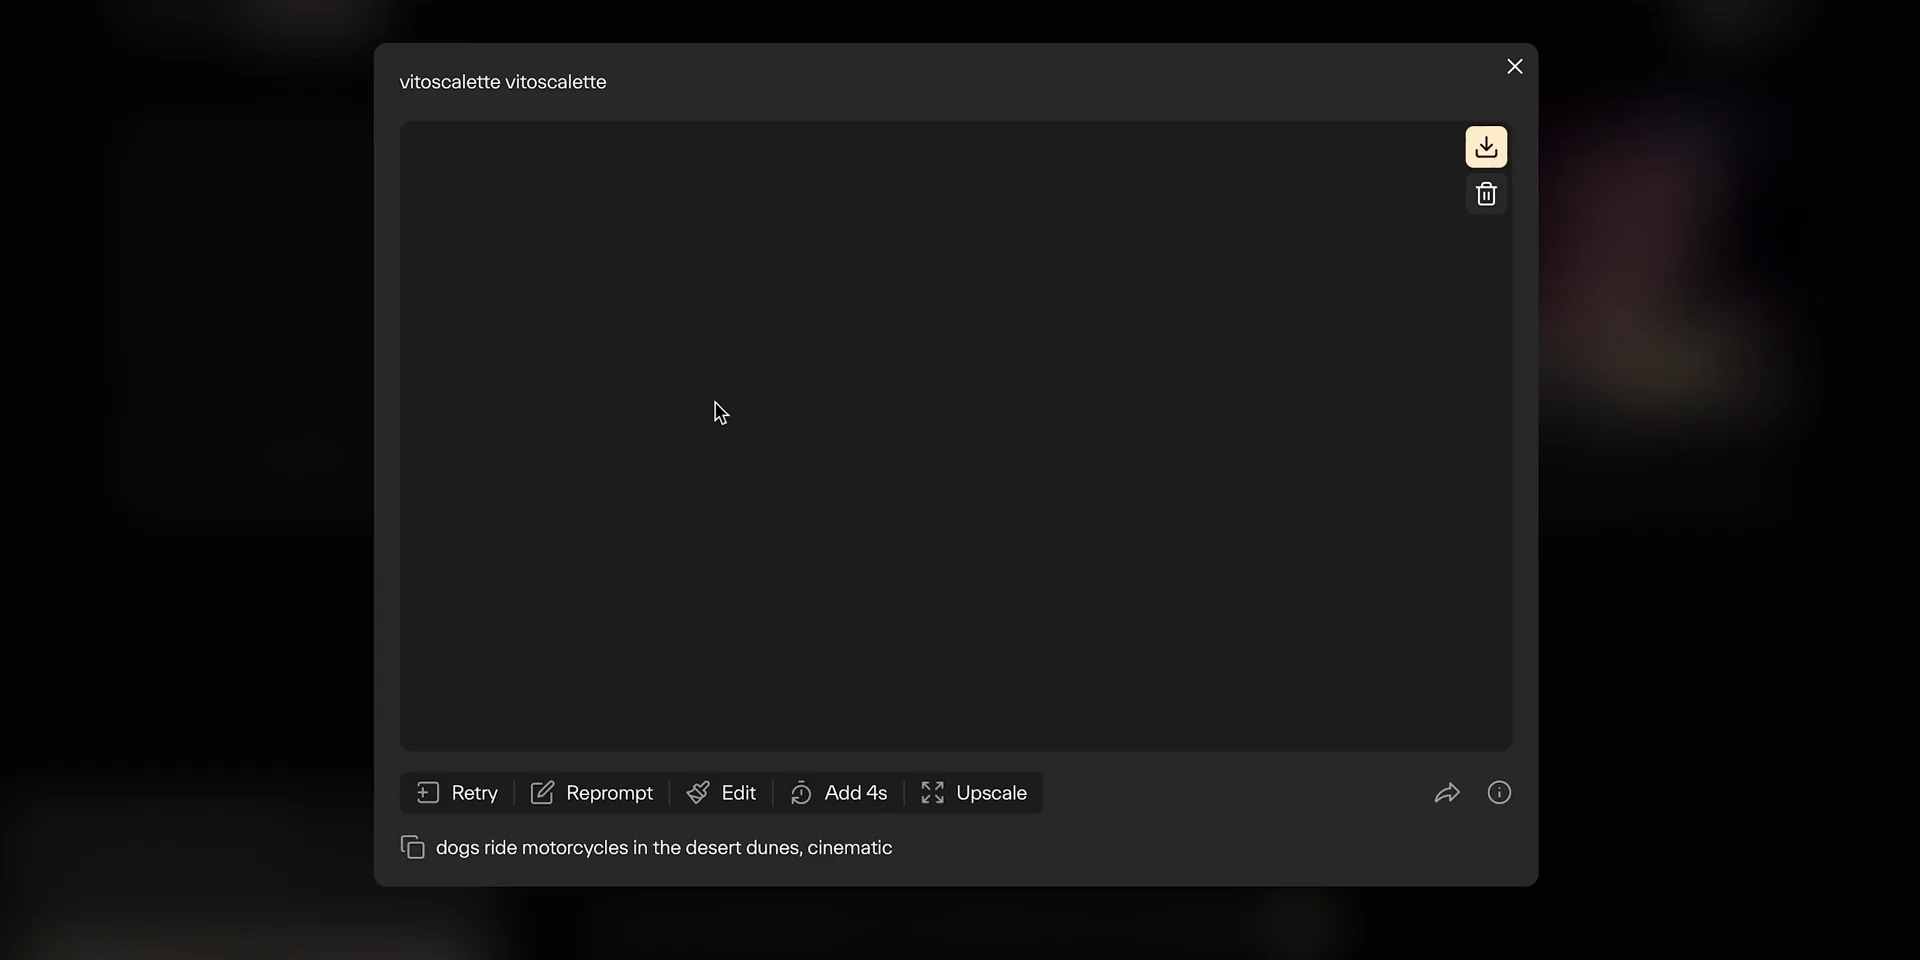 vitoscalette vitoscalette
Retry Reprompt Edit Add 4s Upscale
dogs ride motorcycles in the desert dunes, cinematic